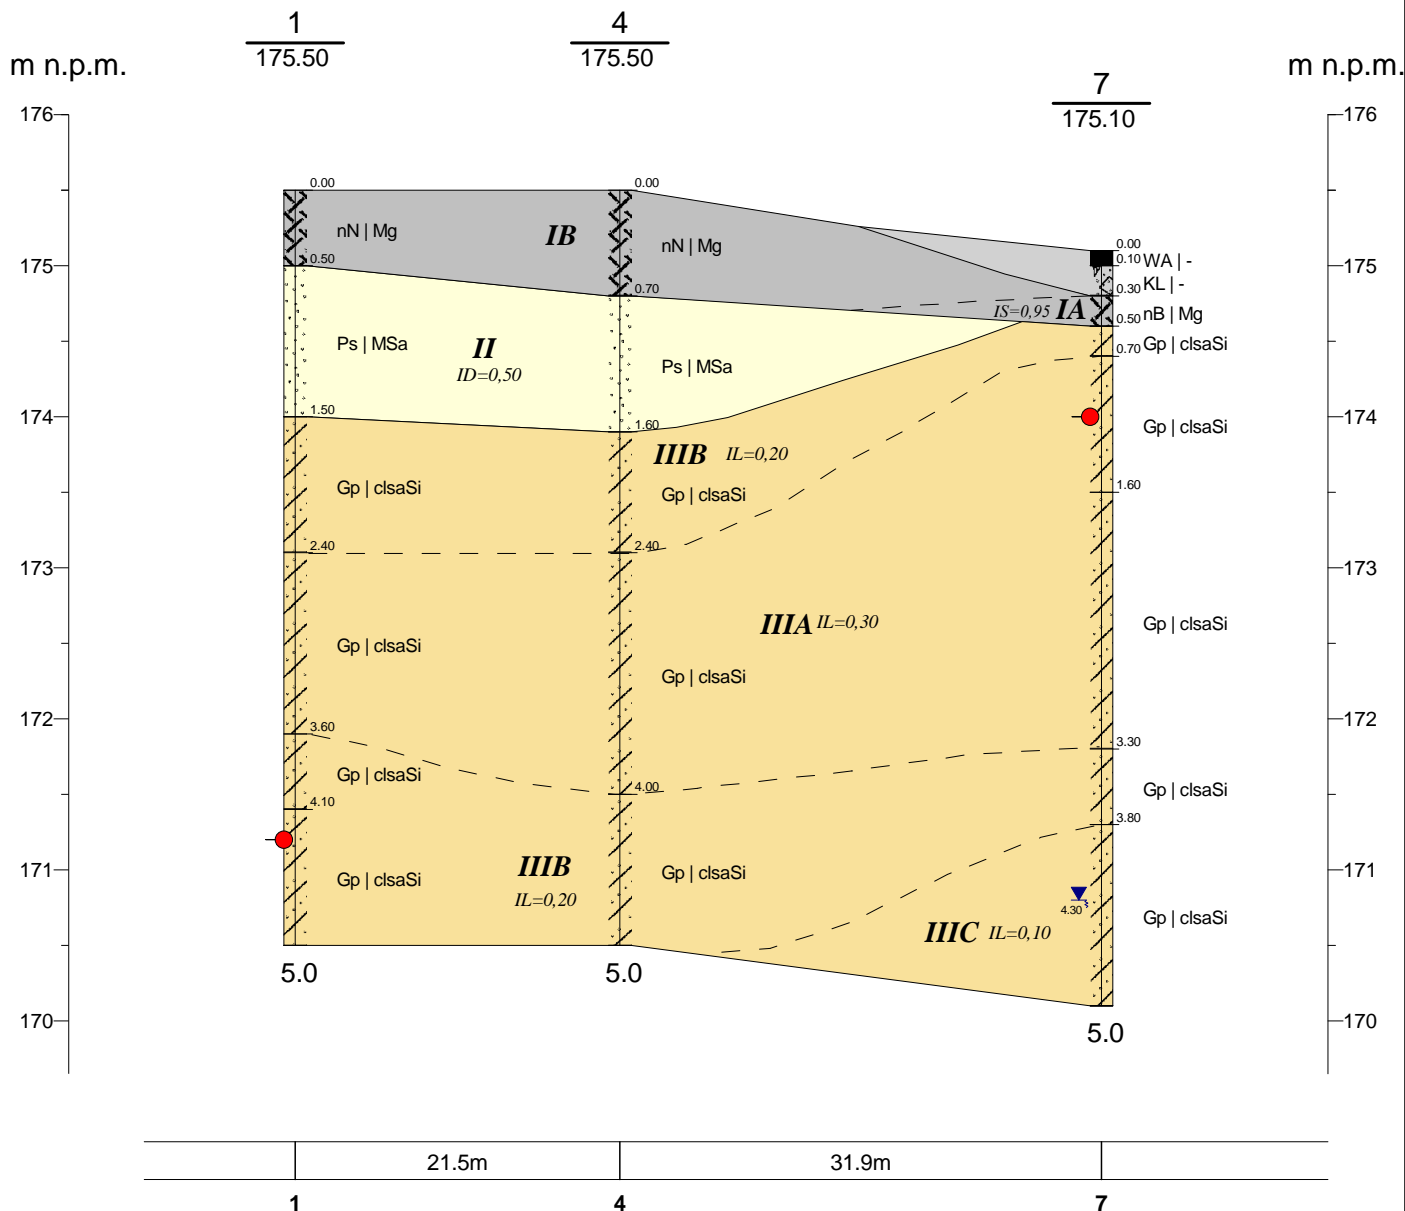 1
175.50
4
175.50
7
175.10
m n.p.m.
m n.p.m.
176
175
174
173
172
171
170
176
175
174
173
172
171
170
0.00
nN | Mg
0.50
Ps | MSa
1.50
Gp | clsaSi
2.40
Gp | clsaSi
3.60
Gp | clsaSi
4.10
Gp | clsaSi
5.0
IB
II
ID=0,50
IIIB
IL=0,20
0.00
nN | Mg
0.70
Ps | MSa
1.60
IIIB IL=0,20
Gp | clsaSi
2.40
IIIA IL=0,30
Gp | clsaSi
4.00
Gp | clsaSi
5.0
IS=0,95 IA
IIIC IL=0,10
0.00
0.10 WA | -
KL | -
0.30
nB | Mg
0.50
Gp | clsaSi
0.70
Gp | clsaSi
1.60
Gp | clsaSi
3.30
Gp | clsaSi
3.80
4.30
Gp | clsaSi
5.0
21.5m
31.9m
1
4
7